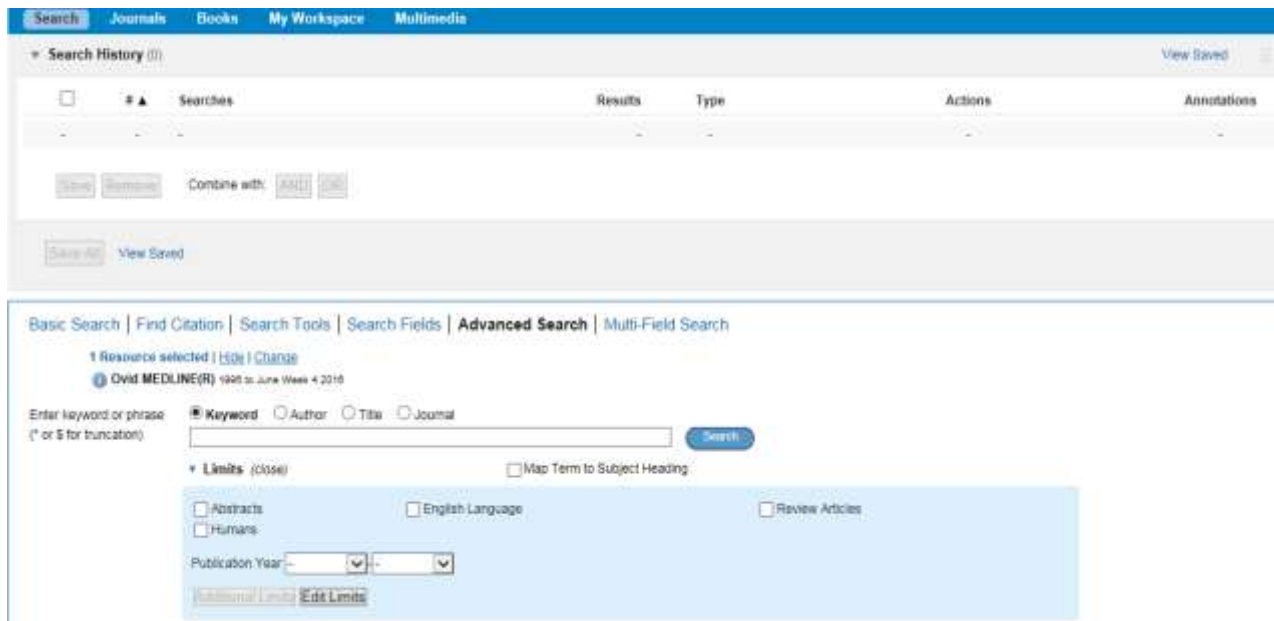 Search Journals Books My Workspace Multimedia
Search History (0) View Saved
# ▲ Searches Results Type Actions Annotations
- - - - - - -
Save Remove Combine with: AND OR
Save All View Saved
Basic Search | Find Citation | Search Tools | Search Fields | Advanced Search | Multi-Field Search
1 Resource selected | Hide | Change
Ovid MEDLINE(R) to June Week 4 2016
Enter keyword or phrase Keyword Author Title Journal
(* or $ for truncation) Search
Limits (close) Map Term to Subject Heading
Abstracts English Language Review Articles
Humans
Publication Year - - -
Additional Limits Edit Limits